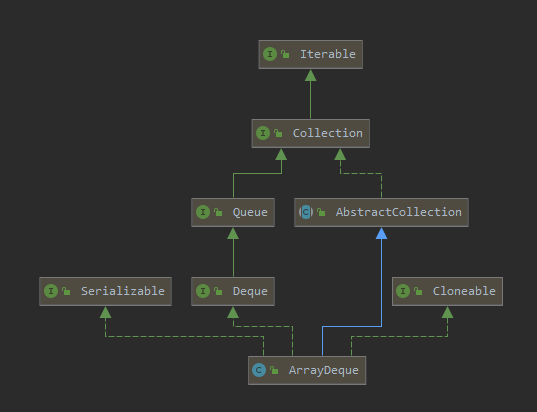 I Iterable
I Collection
I Queue
C AbstractCollection
I Serializable
I Deque
I Cloneable
C ArrayDeque